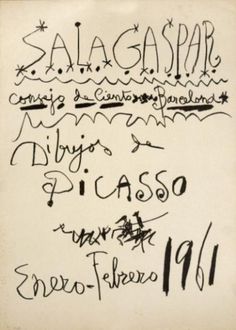 SALA GASPAR
Consejo de Ciento Barcelona
Dibujos de
PICASSO
Enero-Febrero 1961